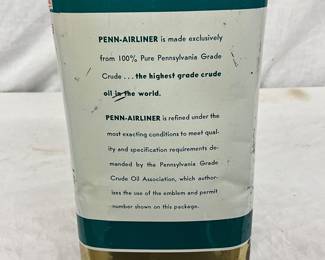 PENN-AIRLINER is made exclusively
from 100% Pure Pennsylvania Grade
Crude ... the highest grade crude
oil in the world.
PENN-AIRLINER is refined under the
most exacting conditions to meet qual-
ity and specification requirements de-
manded by the Pennsylvania Grade
Crude Oil Association, which author-
izes the use of the emblem and permit
number shown on this package.